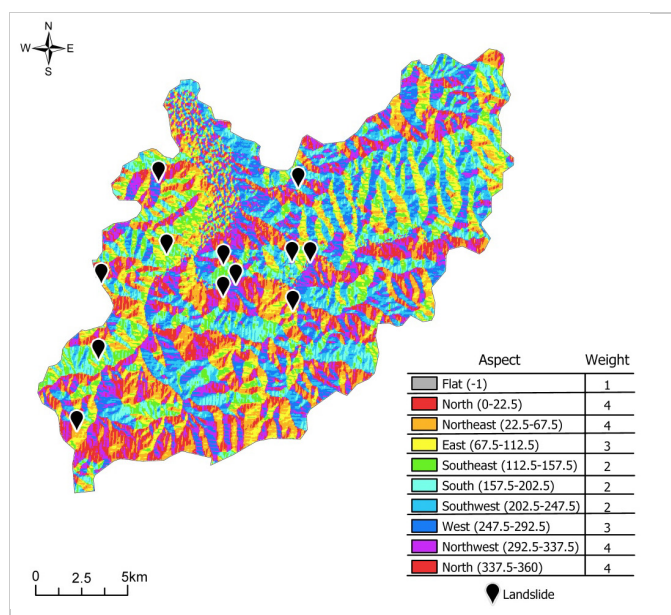 N
W E
S
Aspect Weight
Flat (-1) 1
North (0-22.5) 4
Northeast (22.5-67.5) 4
East (67.5-112.5) 3
Southeast (112.5-157.5) 2
South (157.5-202.5) 2
Southwest (202.5-247.5) 2
West (247.5-292.5) 3
Northwest (292.5-337.5) 4
North (337.5-360) 4
Landslide
0 2.5 5km